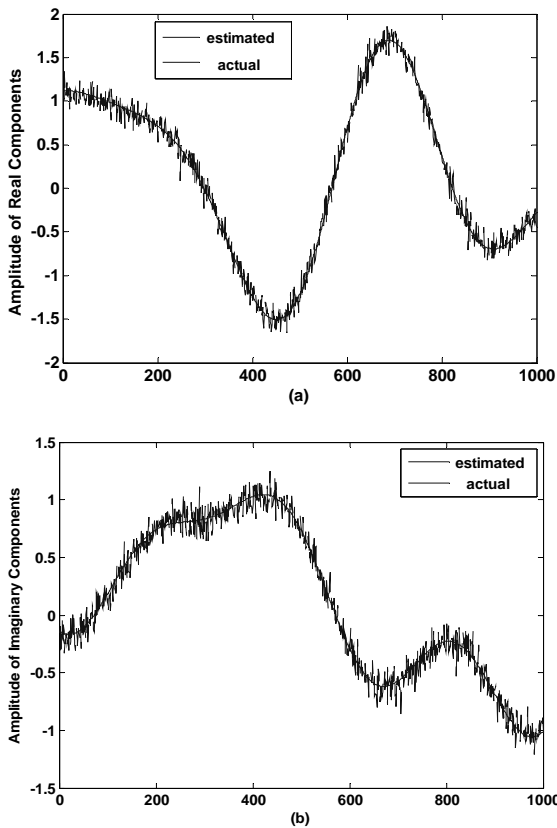 2
1.5
1
0.5
0
-0.5
-1
-1.5
-2
Amplitude of Real Components
estimated
actual
0 200 400 600 800 1000
(a)
1.5
1
0.5
0
-0.5
-1
-1.5
Amplitude of Imaginary Components
estimated
actual
0 200 400 600 800 1000
(b)